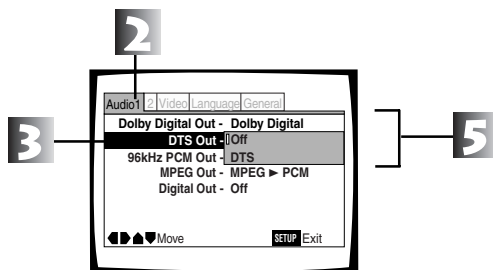 2
Audio1 2 Video Language General
Dolby Digital Out - Dolby Digital
3
DTS Out - Off
5
96kHz PCM Out - DTS
MPEG Out - MPEG ► PCM
Digital Out - Off
Move SETUP Exit